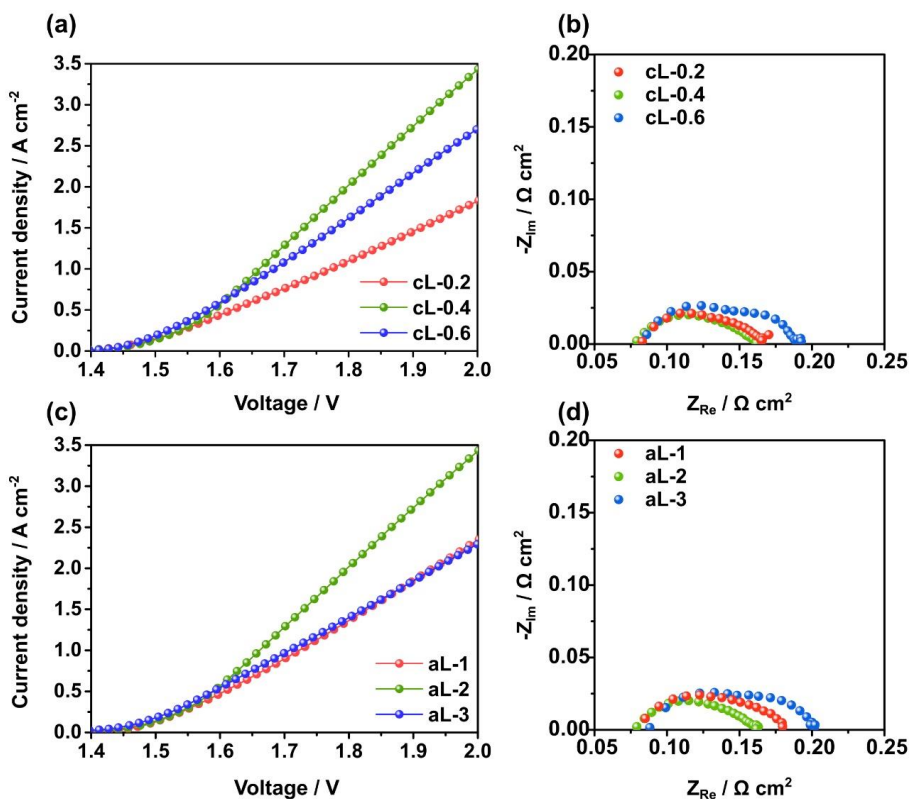 (a)
3.5
3.0
2.5
2.0
1.5
1.0
0.5
0.0
Current density / A cm⁻²
cL-0.2
cL-0.4
cL-0.6
1.4 1.5 1.6 1.7 1.8 1.9 2.0
Voltage / V
(b)
0.20
0.15
0.10
0.05
0.00
-Z_Im / Ω cm²
cL-0.2
cL-0.4
cL-0.6
0.05 0.10 0.15 0.20 0.25
Z_Re / Ω cm²
(c)
3.5
3.0
2.5
2.0
1.5
1.0
0.5
0.0
Current density / A cm⁻²
aL-1
aL-2
aL-3
1.4 1.5 1.6 1.7 1.8 1.9 2.0
Voltage / V
(d)
0.20
0.15
0.10
0.05
0.00
-Z_Im / Ω cm²
aL-1
aL-2
aL-3
0.05 0.10 0.15 0.20 0.25
Z_Re / Ω cm²